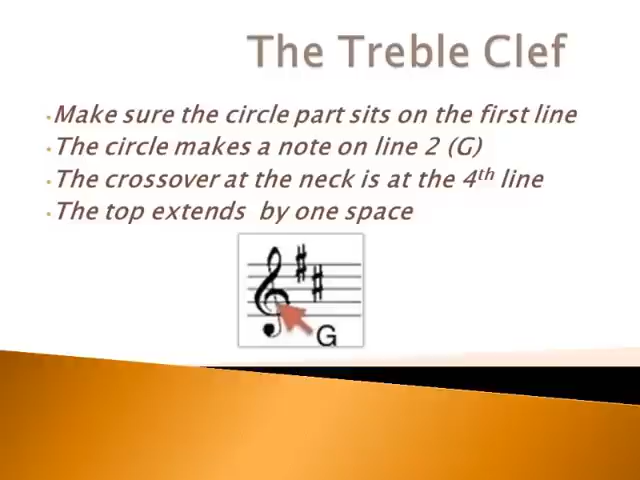 The Treble Clef
•Make sure the circle part sits on the first line
•The circle makes a note on line 2 (G)
•The crossover at the neck is at the 4th line
•The top extends  by one space
G